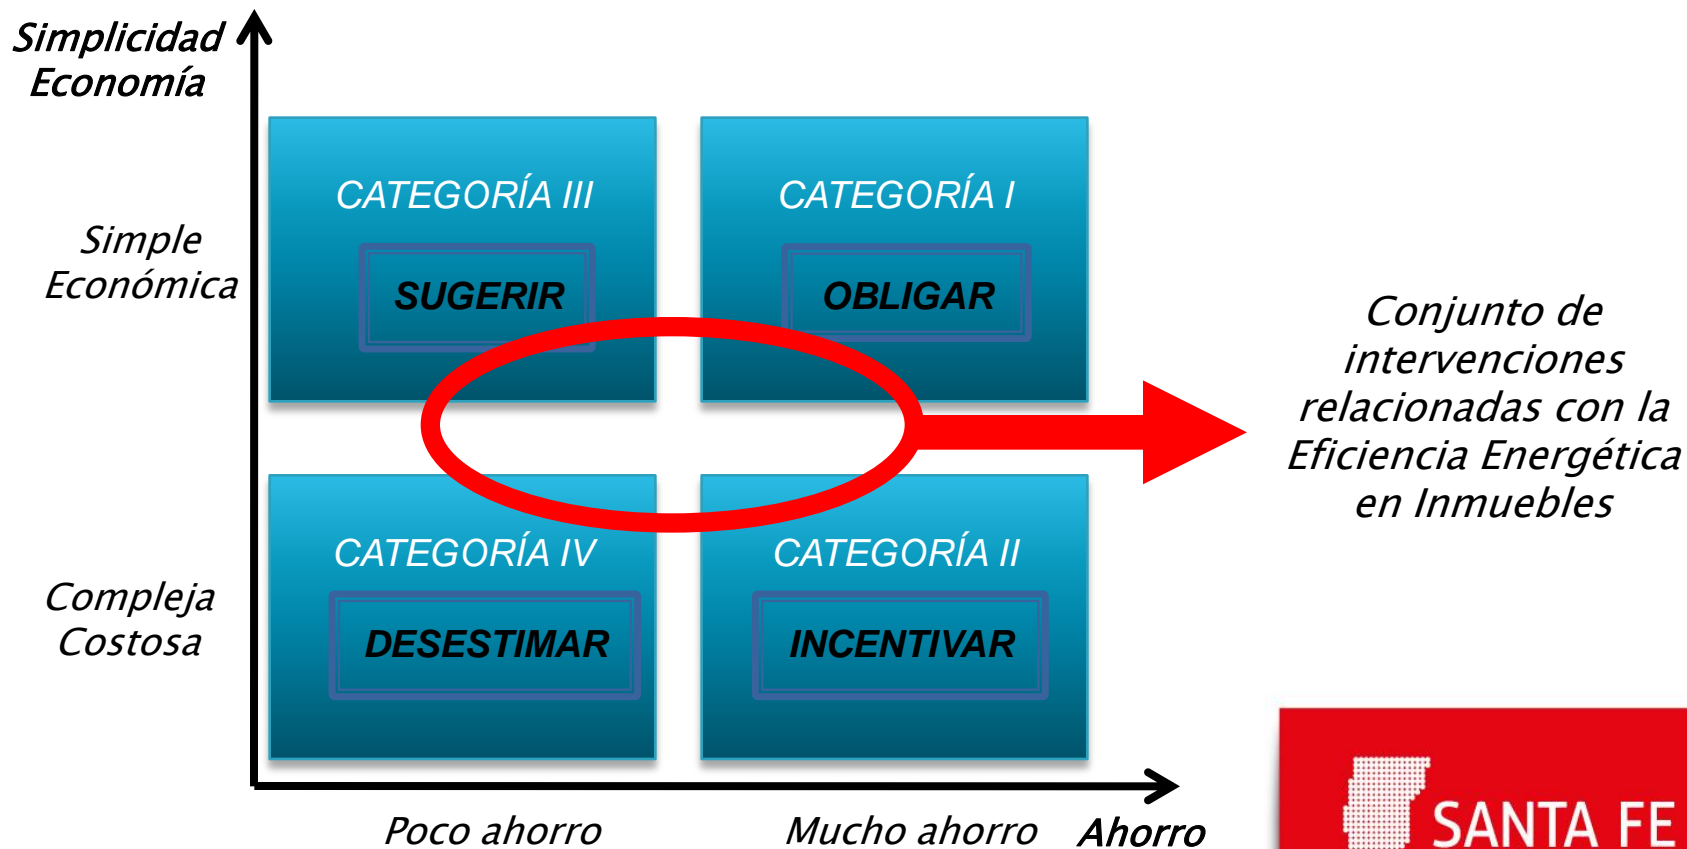 Simplicidad
Economía
CATEGORÍA III
CATEGORÍA I
Simple
Económica
SUGERIR
OBLIGAR
Conjunto de
intervenciones
relacionadas con la
Eficiencia Energética
en Inmuebles
CATEGORÍA IV
CATEGORÍA II
Compleja
Costosa
DESESTIMAR
INCENTIVAR
Poco ahorro
Mucho ahorro
Ahorro
SANTA FE